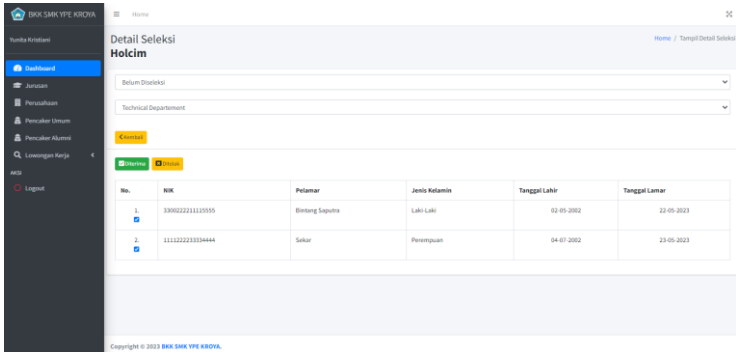 BKK SMK YPE KROYA
Home
Yunita Kristiani
Detail Seleksi
Holcim
Home / Tampil Detail Seleksi
Dashboard
Jurusan
Perusahaan
Pencaker Umum
Pencaker Alumni
Lowongan Kerja
AKSI
Logout
Belum Diseleksi
Technical Departement
Kembali
Diterima Ditolak
No. NIK Pelamar Jenis Kelamin Tanggal Lahir Tanggal Lamar
1. 3300222211115555 Bintang Saputra Laki-Laki 02-05-2002 22-05-2023
2. 1111222233334444 Sekar Perempuan 04-07-2002 23-05-2023
Copyright © 2023 BKK SMK YPE KROYA.